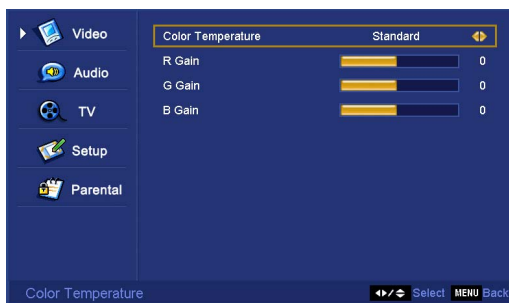 Video
Audio
TV
Setup
Parental
Color Temperature Standard
R Gain 0
G Gain 0
B Gain 0
Color Temperature Select MENU Back